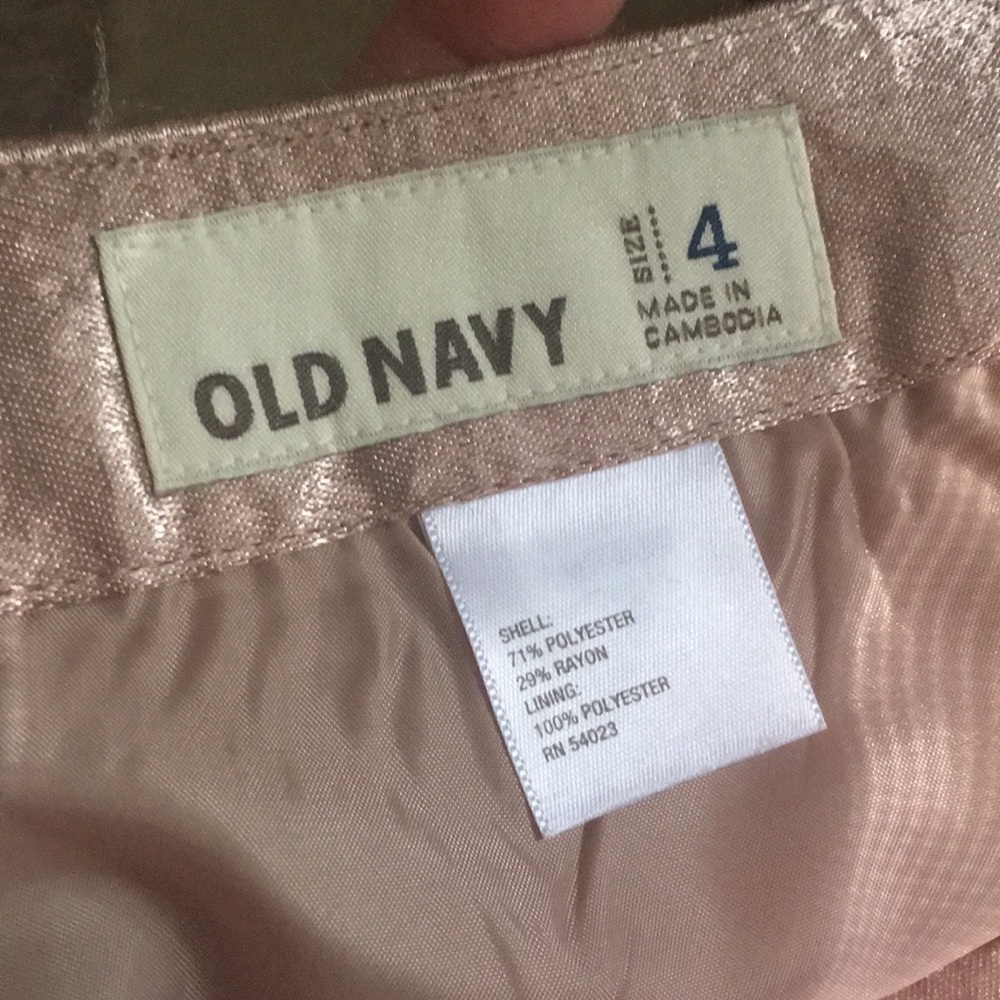 OLD NAVY
SIZE 4
MADE IN
CAMBODIA
SHELL:
71% POLYESTER
29% RAYON
LINING:
100% POLYESTER
RN 54023